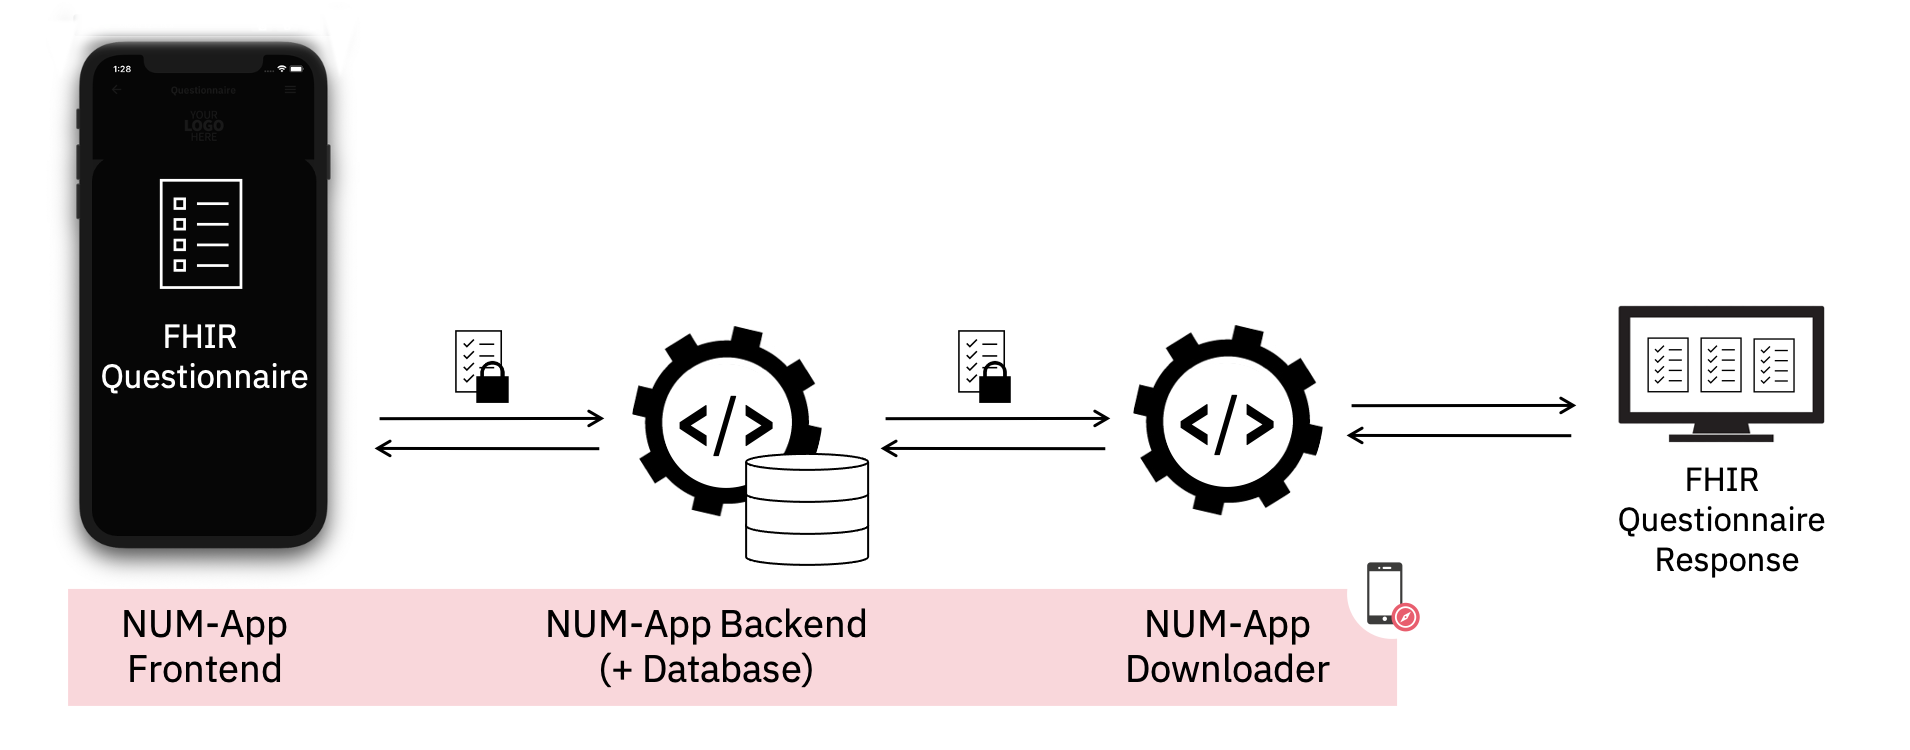 1:28
Questionnaire
YOUR
LOGO
HERE
FHIR
Questionnaire
</>
</>
FHIR
Questionnaire
Response
NUM-App
Frontend
NUM-App Backend
(+ Database)
NUM-App
Downloader